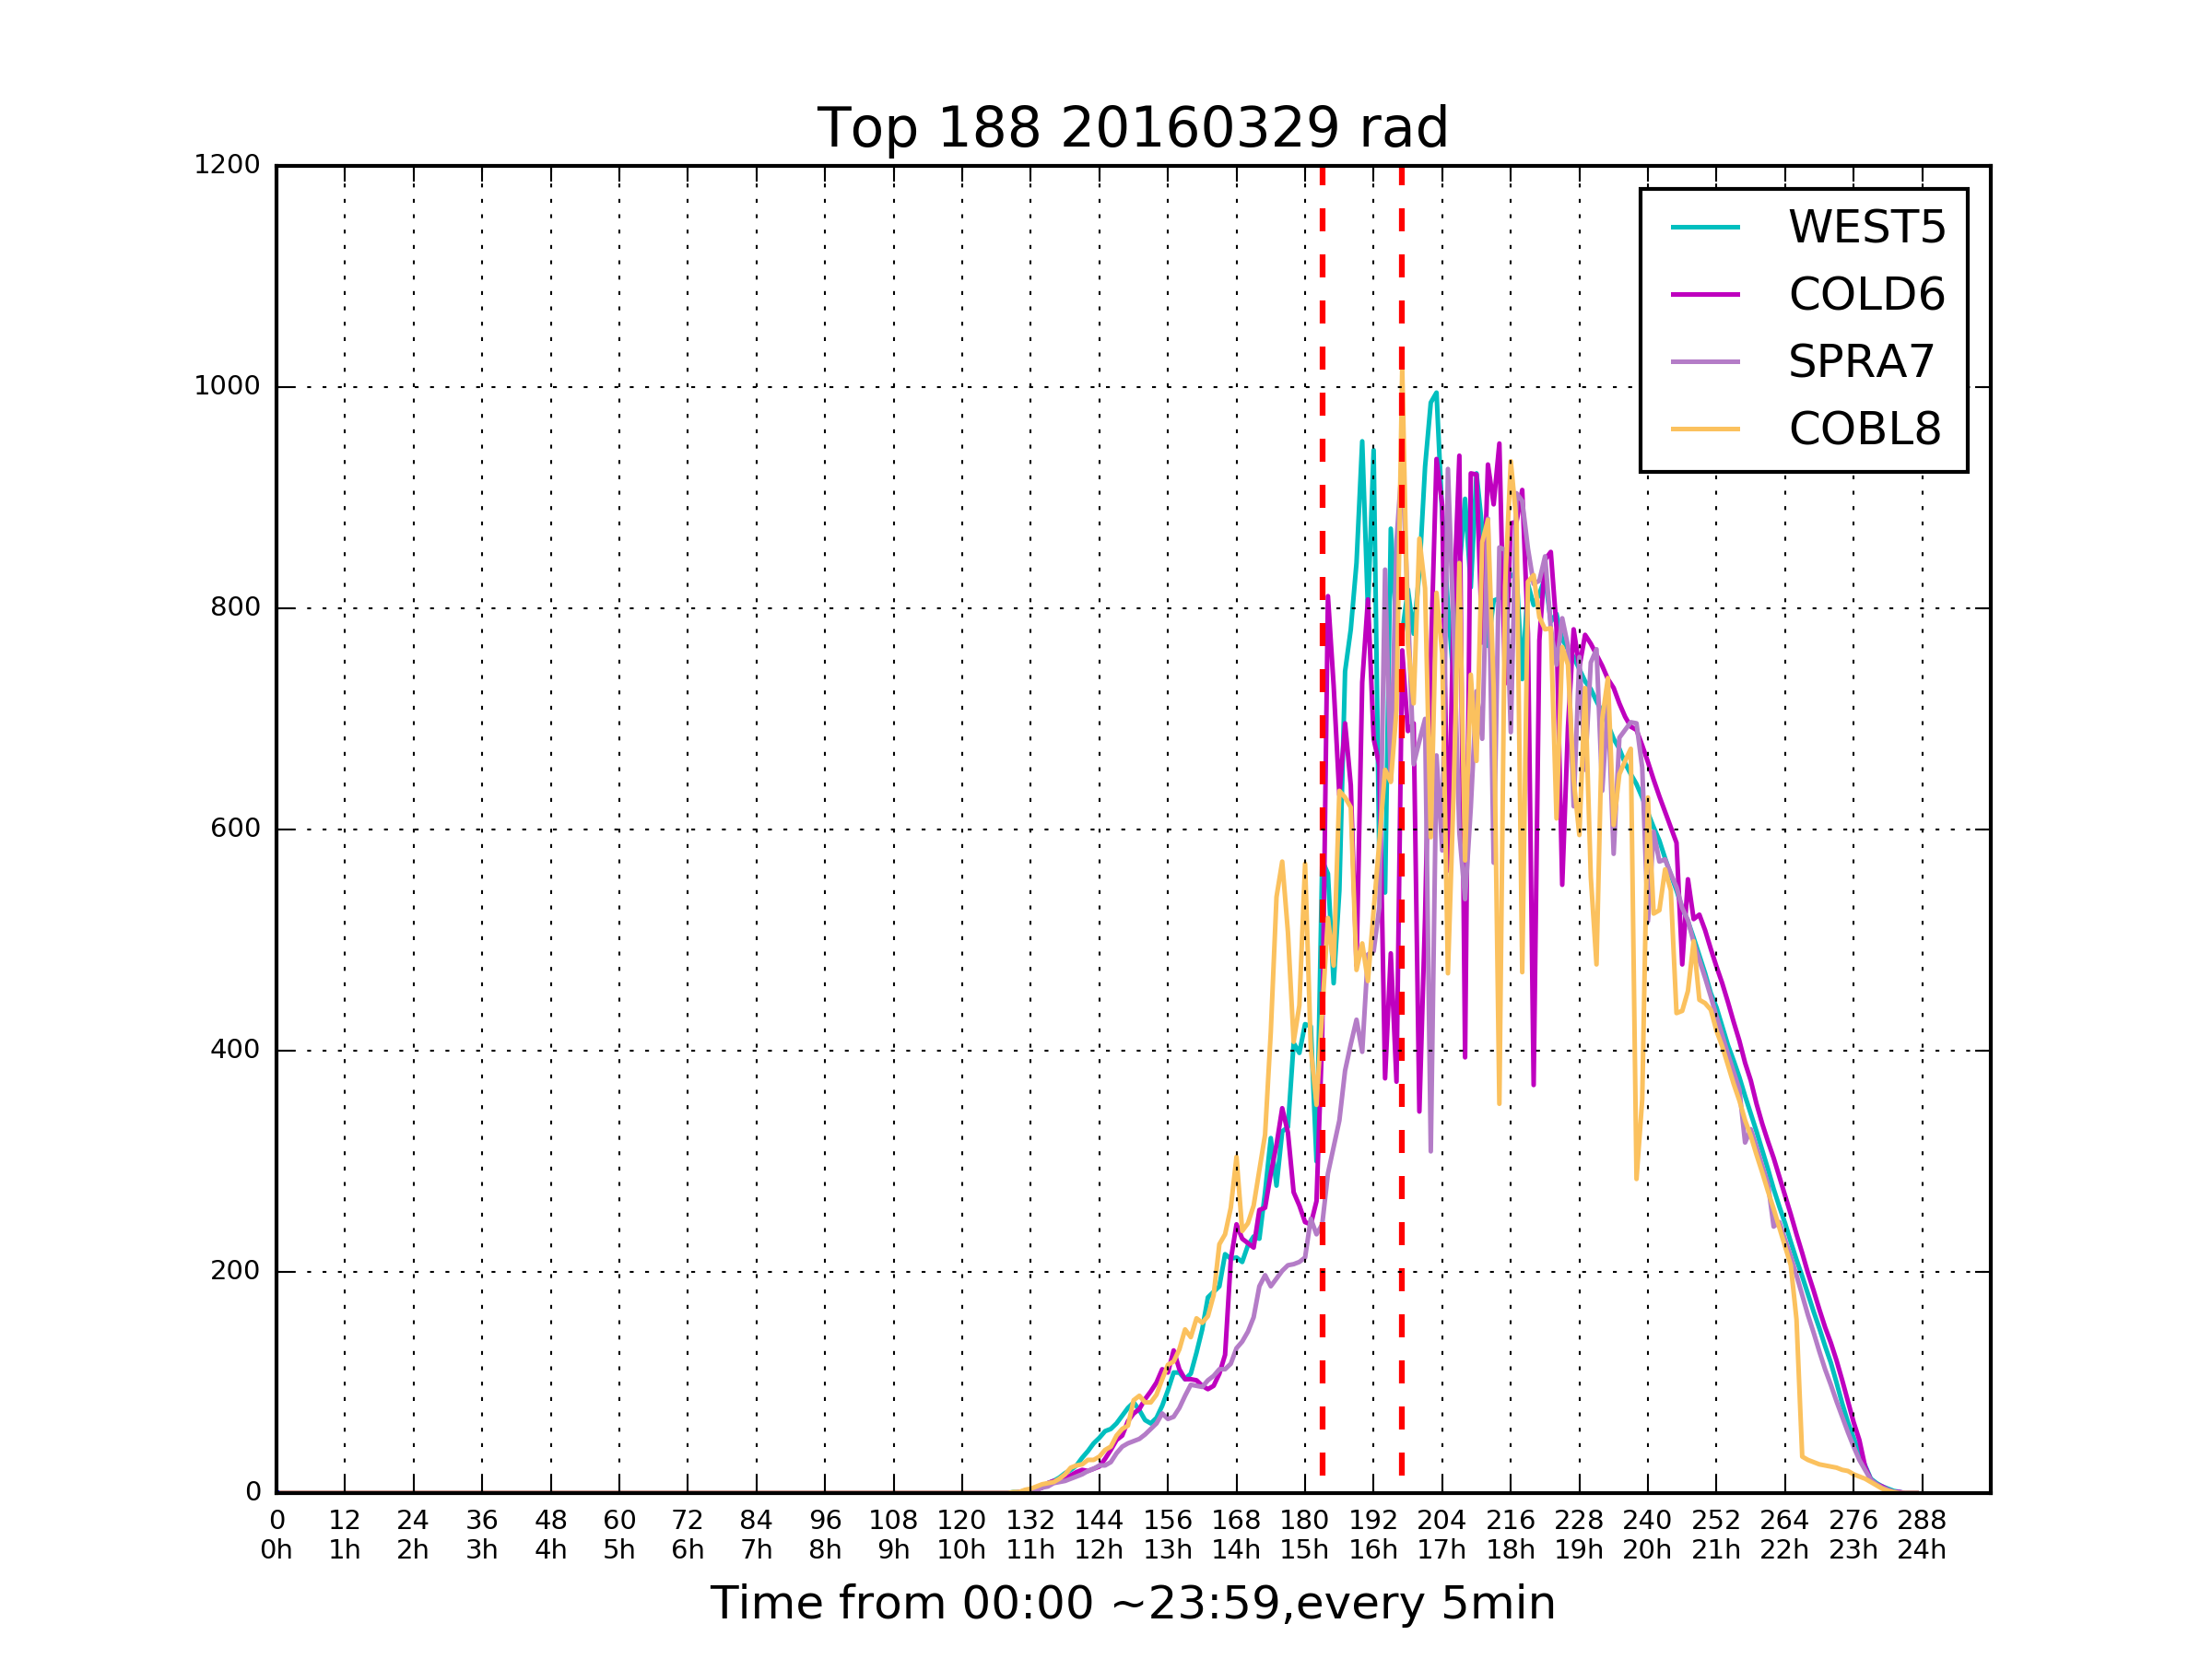 Top 188 20160329 rad
1200
1000
800
600
400
200
0
WEST5
COLD6
SPRA7
COBL8
0 12 24 36 48 60 72 84 96 108 120 132 144 156 168 180 192 204 216 228 240 252 264 276 288
0h 1h 2h 3h 4h 5h 6h 7h 8h 9h 10h 11h 12h 13h 14h 15h 16h 17h 18h 19h 20h 21h 22h 23h 24h
Time from 00:00 ~23:59,every 5min